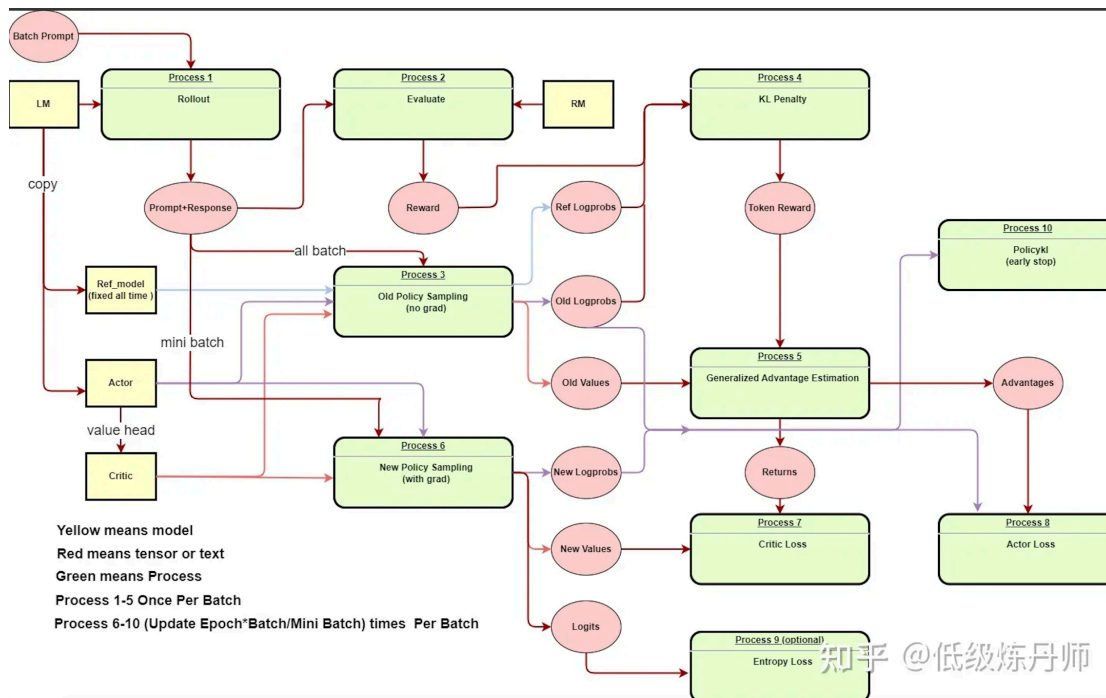 Batch Prompt
Process 1
Rollout
Process 2
Evaluate
Process 4
KL Penalty
LM
RM
copy
Prompt+Response
Reward
Ref Logprobs
Token Reward
Process 10
Policykl
(early stop)
all batch
Process 3
Old Policy Sampling
(no grad)
Ref_model
(fixed all time )
Old Logprobs
mini batch
Process 5
Generalized Advantage Estimation
Actor
Old Values
Advantages
value head
Process 6
New Policy Sampling
(with grad)
Critic
New Logprobs
Returns
Process 7
Critic Loss
Process 8
Actor Loss
Yellow means model
Red means tensor or text
Green means Process
Process 1-5 Once Per Batch
Process 6-10 (Update Epoch*Batch/Mini Batch) times Per Batch
New Values
Logits
Process 9 (optional)
Entropy Loss
知乎 @低级炼丹师